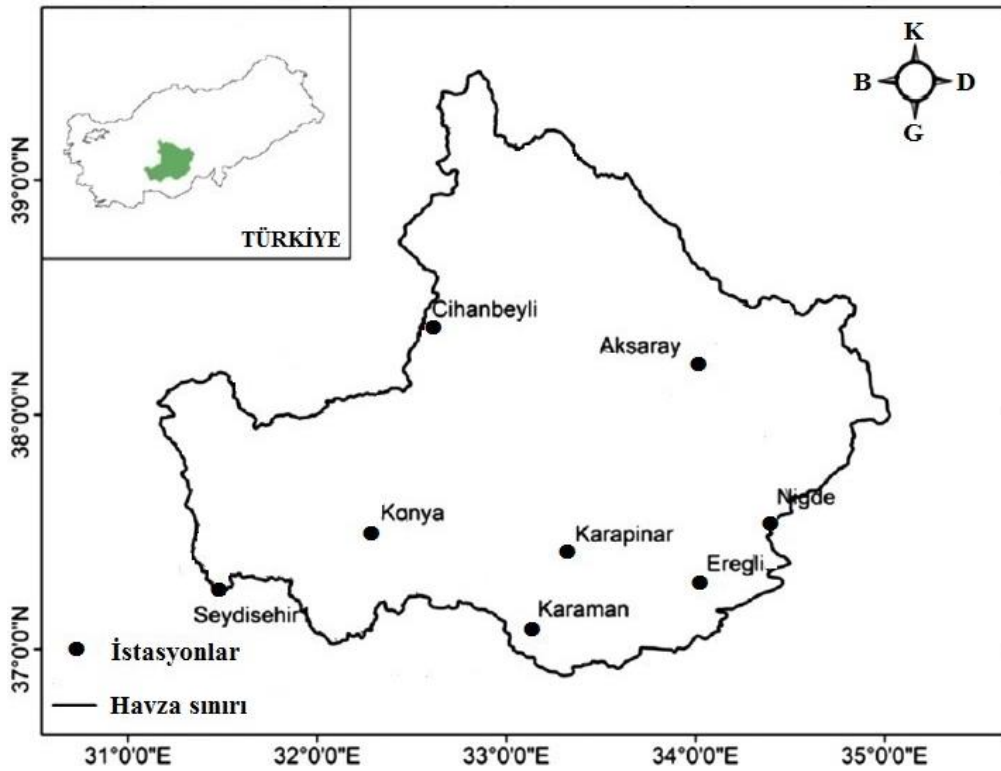 K
B D
G
TÜRKİYE
39°0'0"N
38°0'0"N
37°0'0"N
Cihanbeyli
Aksaray
Nigde
Konya
Karapinar
Eregli
Seydisehir
Karaman
İstasyonlar
Havza sınırı
31°0'0"E 32°0'0"E 33°0'0"E 34°0'0"E 35°0'0"E